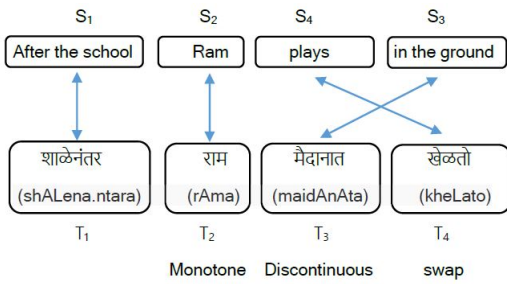 S₁ S₂ S₄ S₃
After the school Ram plays in the ground
शाळेनंतर राम मैदानात खेळतो
(shALena.ntara) (rAma) (maidAnAta) (kheLato)
T₁ T₂ T₃ T₄
Monotone Discontinuous swap